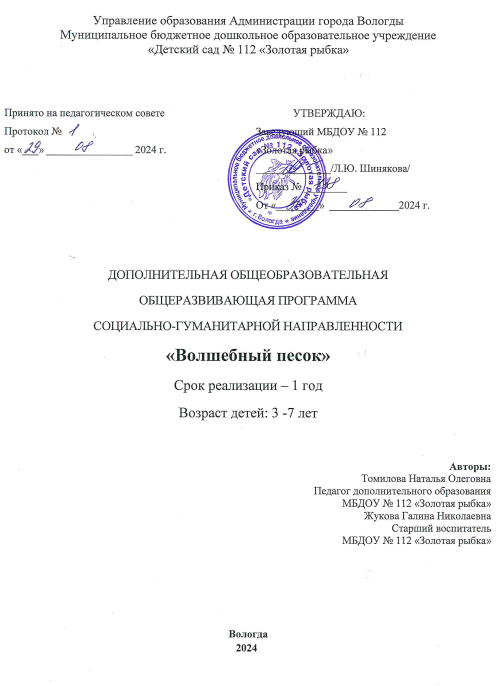 Управление образования Администрации города Вологды
Муниципальное бюджетное дошкольное образовательное учреждение
«Детский сад № 112 «Золотая рыбка»
Принято на педагогическом совете
Протокол № 1
от «29» 08 2024 г.
УТВЕРЖДАЮ:
Заведующий МБДОУ № 112
«Золотая рыбка»
/Л.Ю. Шинякова/
Приказ №
От « » 08 2024 г.
ДОПОЛНИТЕЛЬНАЯ ОБЩЕОБРАЗОВАТЕЛЬНАЯ
ОБЩЕРАЗВИВАЮЩАЯ ПРОГРАММА
СОЦИАЛЬНО-ГУМАНИТАРНОЙ НАПРАВЛЕННОСТИ
«Волшебный песок»
Срок реализации – 1 год
Возраст детей: 3 -7 лет
Авторы:
Томилова Наталья Олеговна
Педагог дополнительного образования
МБДОУ № 112 «Золотая рыбка»
Жукова Галина Николаевна
Старший воспитатель
МБДОУ № 112 «Золотая рыбка»
Вологда
2024